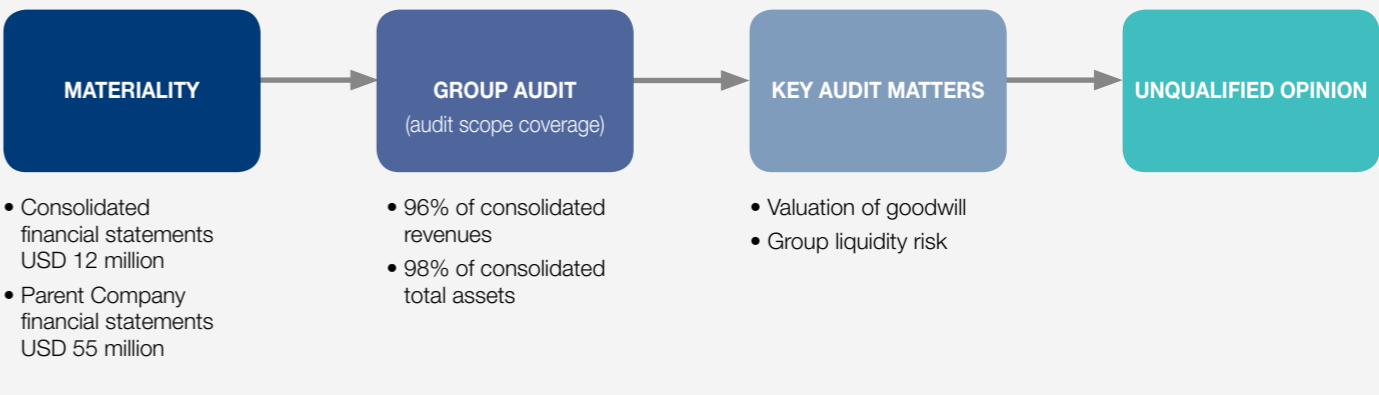 MATERIALITY
GROUP AUDIT
(audit scope coverage)
KEY AUDIT MATTERS
UNQUALIFIED OPINION
• Consolidated
financial statements
USD 12 million
• Parent Company
financial statements
USD 55 million
• 96% of consolidated
revenues
• 98% of consolidated
total assets
• Valuation of goodwill
• Group liquidity risk